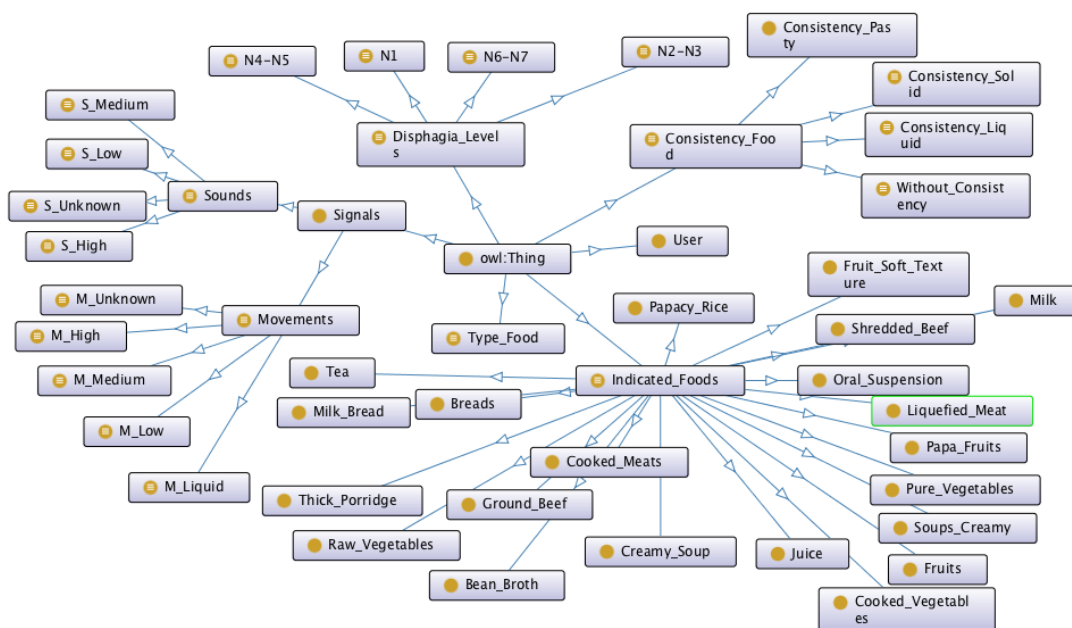 Consistency_Pas
ty
N4-N5
N1
N6-N7
N2-N3
Consistency_Sol
id
S_Medium
Disphagia_Level
s
Consistency_Foo
d
Consistency_Liq
uid
S_Low
Sounds
Without_Consist
ency
S_Unknown
Signals
S_High
User
owl:Thing
Fruit_Soft_Text
ure
M_Unknown
Papacy_Rice
Milk
M_High
Movements
Type_Food
Shredded_Beef
Tea
M_Medium
Indicated_Foods
Oral_Suspension
Milk_Bread
Breads
Liquefied_Meat
M_Low
Papa_Fruits
Cooked_Meats
M_Liquid
Thick_Porridge
Ground_Beef
Pure_Vegetables
Soups_Creamy
Raw_Vegetables
Creamy_Soup
Juice
Bean_Broth
Fruits
Cooked_Vegetabl
es